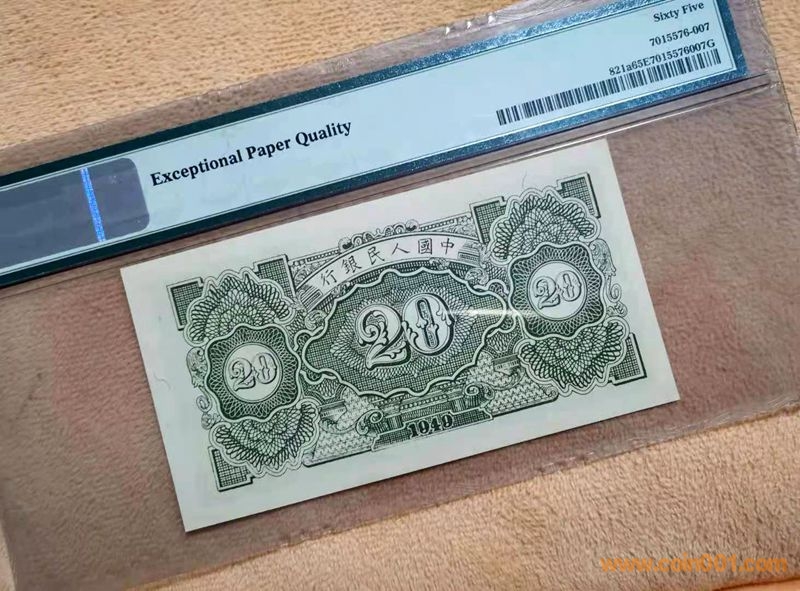 Sixty Five
7015576-007
821a65E7015576007G
Exceptional Paper Quality
中國人民銀行
20
20
20
1949
www.coin001.com